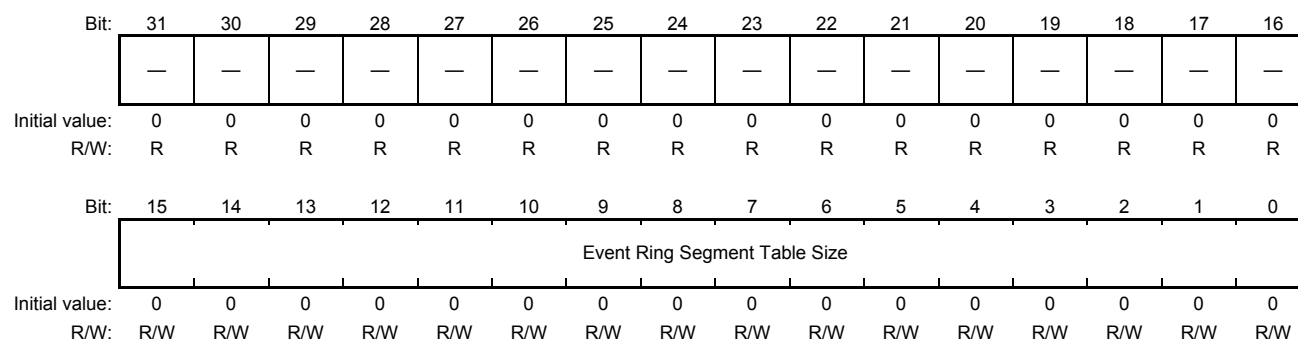 Bit: 31 30 29 28 27 26 25 24 23 22 21 20 19 18 17 16
— — — — — — — — — — — — — — — —
Initial value: 0 0 0 0 0 0 0 0 0 0 0 0 0 0 0 0
R/W: R R R R R R R R R R R R R R R R
Bit: 15 14 13 12 11 10 9 8 7 6 5 4 3 2 1 0
Event Ring Segment Table Size
Initial value: 0 0 0 0 0 0 0 0 0 0 0 0 0 0 0 0
R/W: R/W R/W R/W R/W R/W R/W R/W R/W R/W R/W R/W R/W R/W R/W R/W R/W